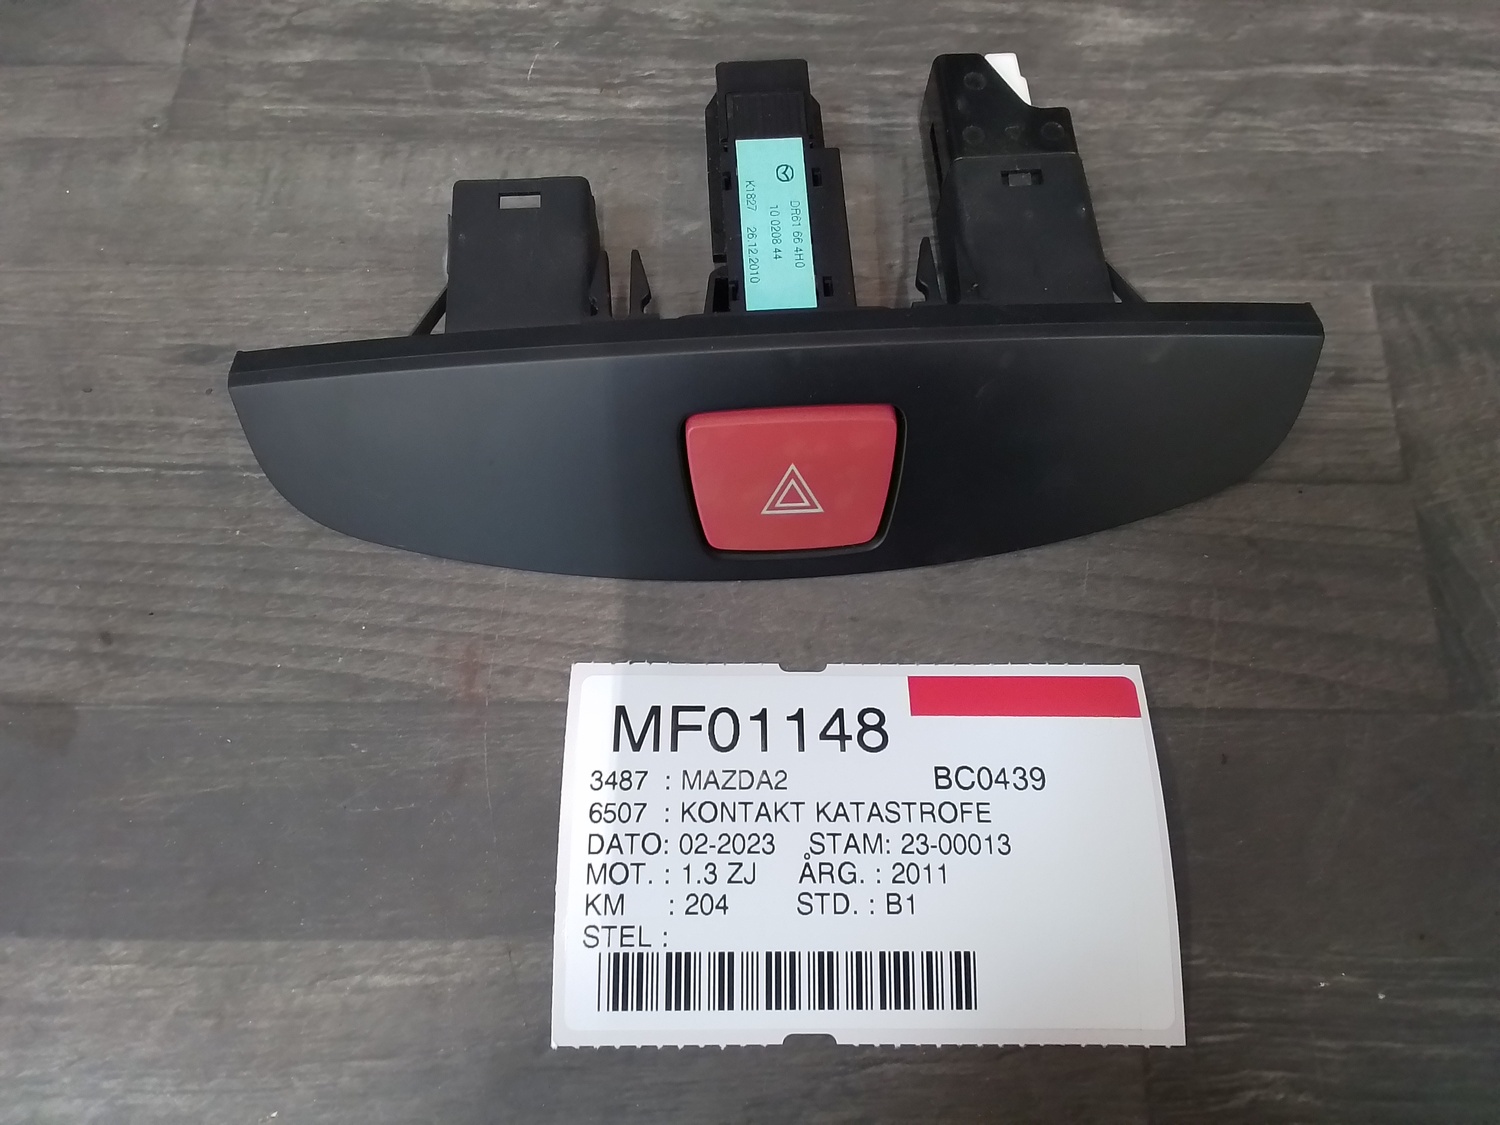 DR61 66 4H0
10 0208 44
K1827 26.12.2010
MF01148
3487 : MAZDA2 BC0439
6507 : KONTAKT KATASTROFE
DATO: 02-2023 STAM: 23-00013
MOT. : 1.3 ZJ ÅRG. : 2011
KM : 204 STD. : B1
STEL :